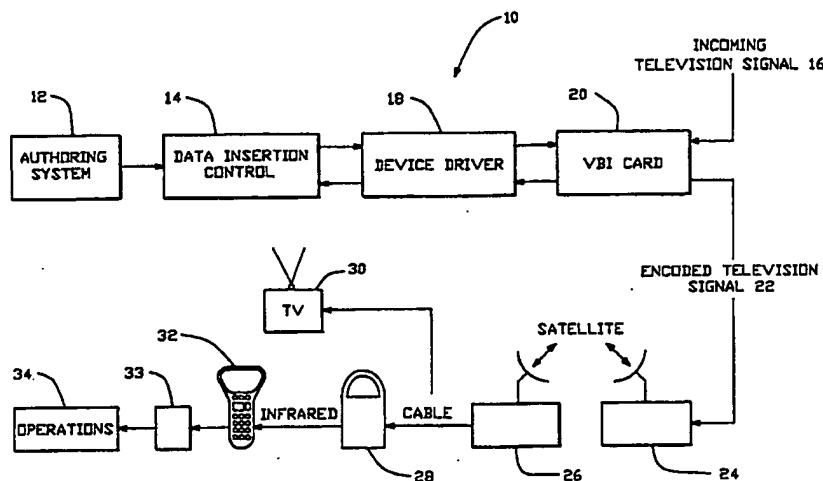 10
INCOMING
TELEVISION SIGNAL 16
12
14
18
20
AUTHORING
SYSTEM
DATA INSERTION
CONTROL
DEVICE DRIVER
VBI CARD
30
TV
ENCODED TELEVISION
SIGNAL 22
32
SATELLITE
34
33
OPERATIONS
INFRARED
CABLE
28
26
24